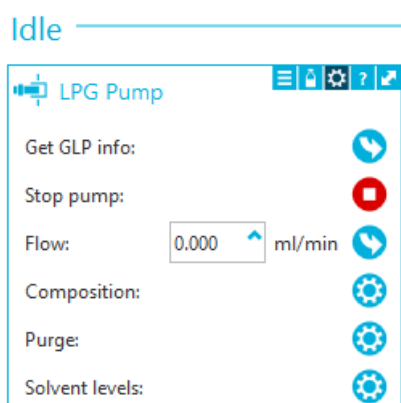 Idle
LPG Pump ?
Get GLP info:
Stop pump:
Flow: 0.000 ml/min
Composition:
Purge:
Solvent levels: